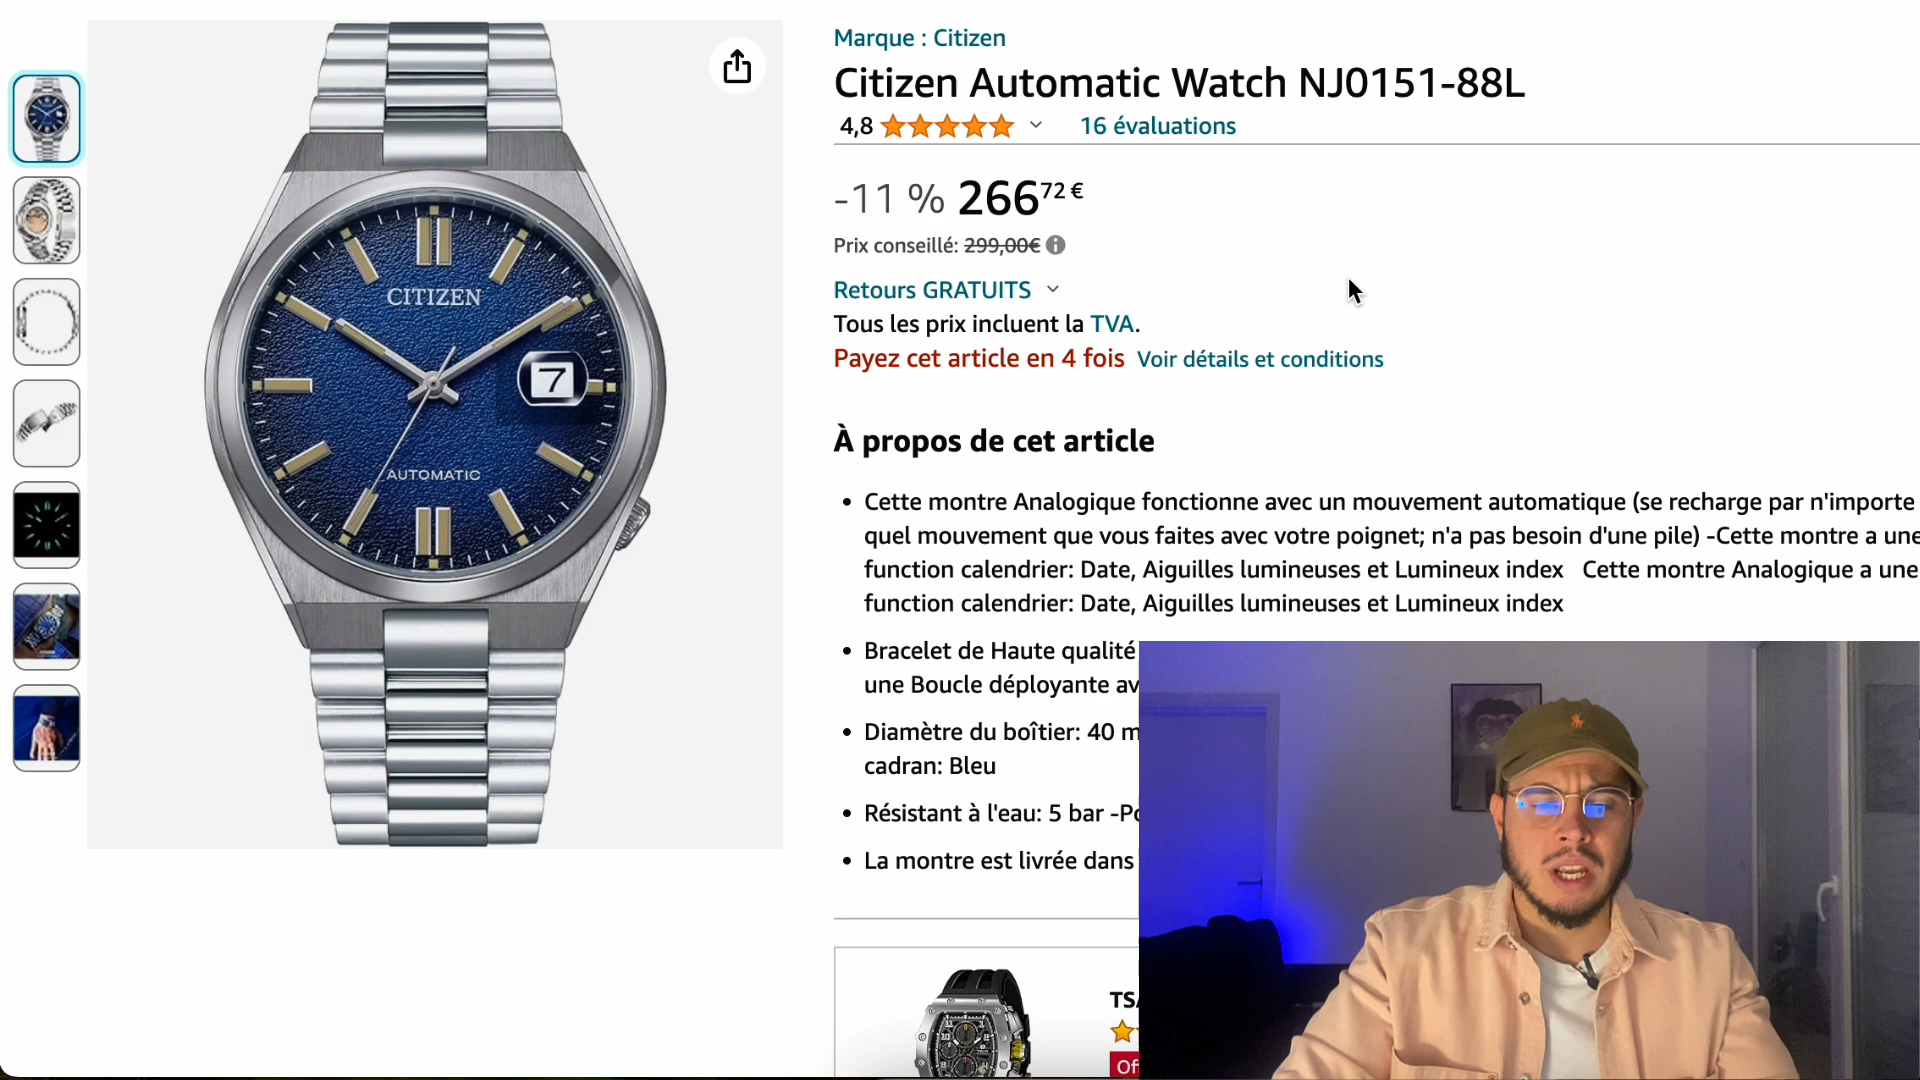 Marque : Citizen
Citizen Automatic Watch NJ0151-88L
4,8
16 évaluations
-11 % 26672 €
Prix conseillé: 299,00€
Retours GRATUITS
Tous les prix incluent la TVA.
Payez cet article en 4 fois Voir détails et conditions
À propos de cet article
• Cette montre Analogique fonctionne avec un mouvement automatique (se recharge par n'importe
quel mouvement que vous faites avec votre poignet; n'a pas besoin d'une pile) -Cette montre a une
function calendrier: Date, Aiguilles lumineuses et Lumineux index Cette montre Analogique a une
function calendrier: Date, Aiguilles lumineuses et Lumineux index
• Bracelet de Haute qualité
une Boucle déployante av
• Diamètre du boîtier: 40 m
cadran: Bleu
• Résistant à l'eau: 5 bar -Po
• La montre est livrée dans
CITIZEN
7
AUTOMATIC
TSA
Of